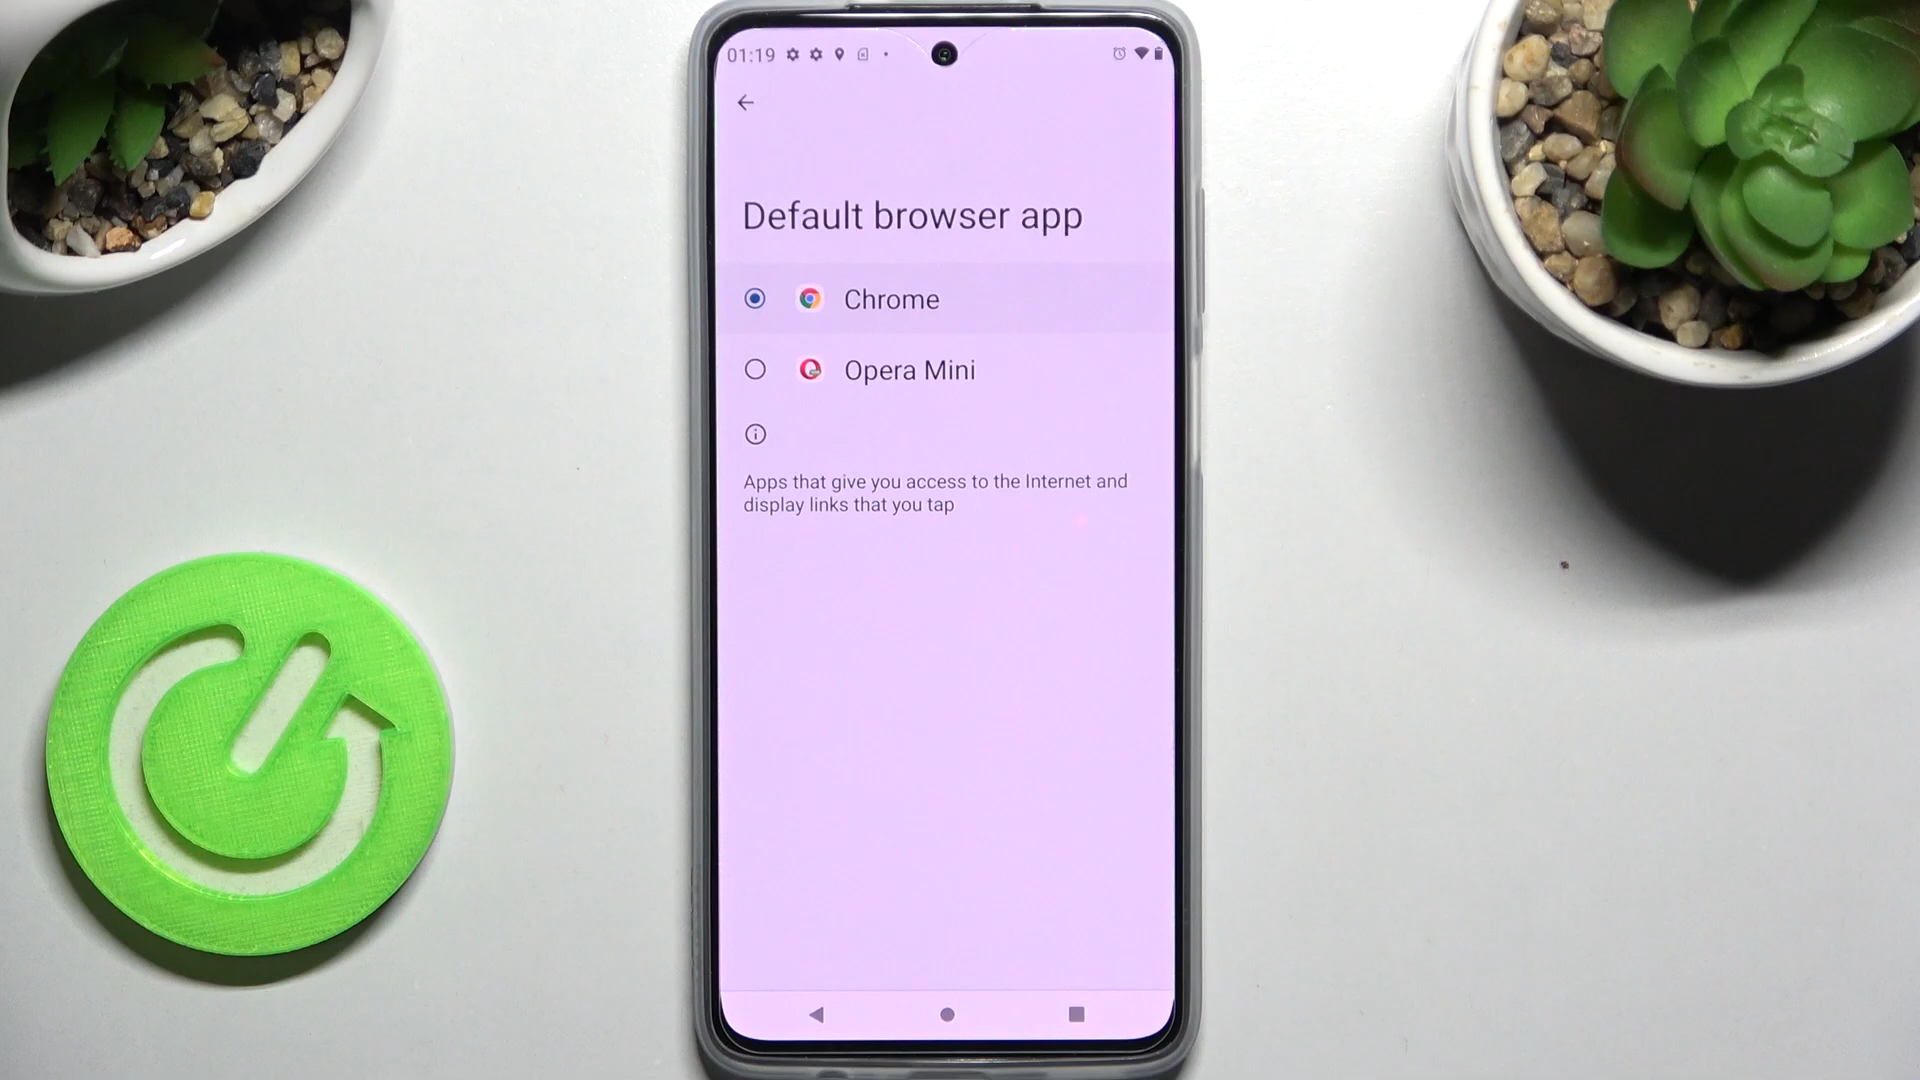 01:19
Default browser app
Chrome
Opera Mini
Apps that give you access to the Internet and
display links that you tap